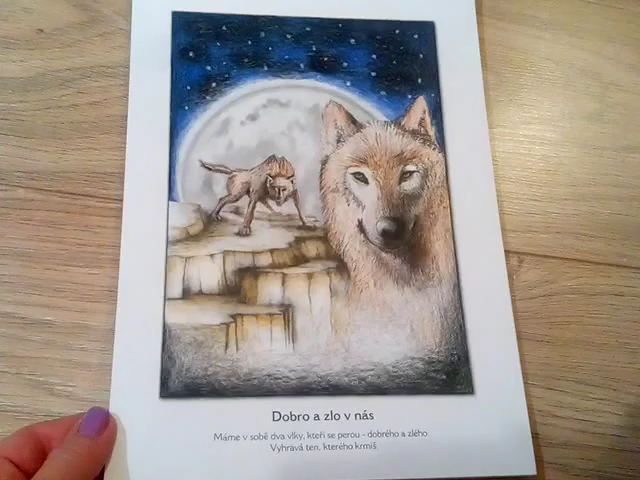 Dobro a zlo v nás
Máme v sobě dva vlky, kteří se perou - dobrého a zlého.
Vyhrává ten, kterého krmíš.